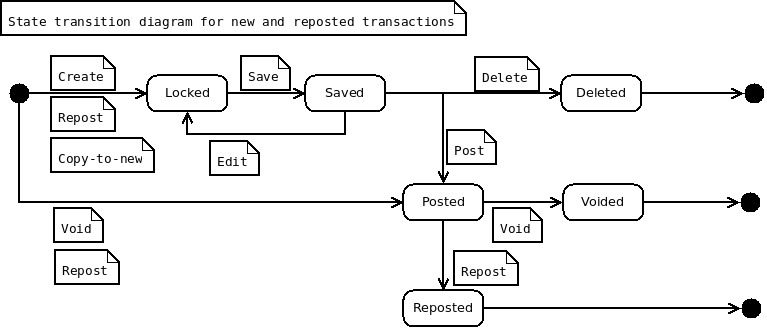 State transition diagram for new and reposted transactions
Create
Save
Delete
Locked
Saved
Deleted
Repost
Copy-to-new
Edit
Post
Posted
Voided
Void
Void
Repost
Repost
Reposted